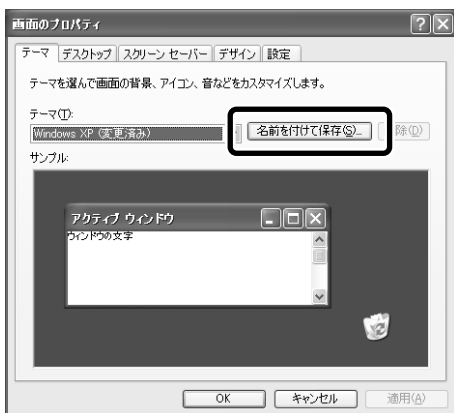 画面のプロパティ
テーマ デスクトップ スクリーン セーバー デザイン 設定
テーマを選んで画面の背景、アイコン、音などをカスタマイズします。
テーマ(T):
Windows XP (変更済み) 名前を付けて保存(S)... 除(D)
サンプル:
アクティブ ウィンドウ
ウィンドウの文字
OK キャンセル 適用(A)